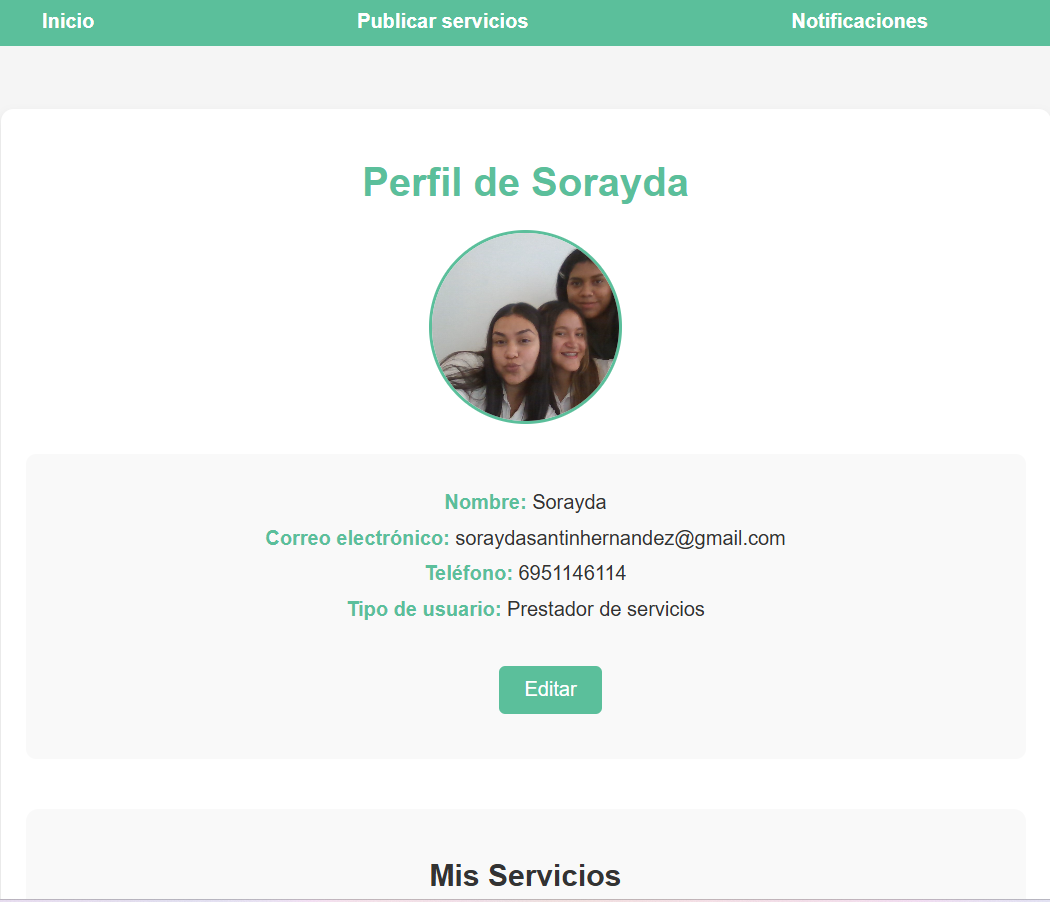 Inicio Publicar servicios Notificaciones
Perfil de Sorayda
Nombre: Sorayda
Correo electrónico: soraydasantinhernandez@gmail.com
Teléfono: 6951146114
Tipo de usuario: Prestador de servicios
Editar
Mis Servicios